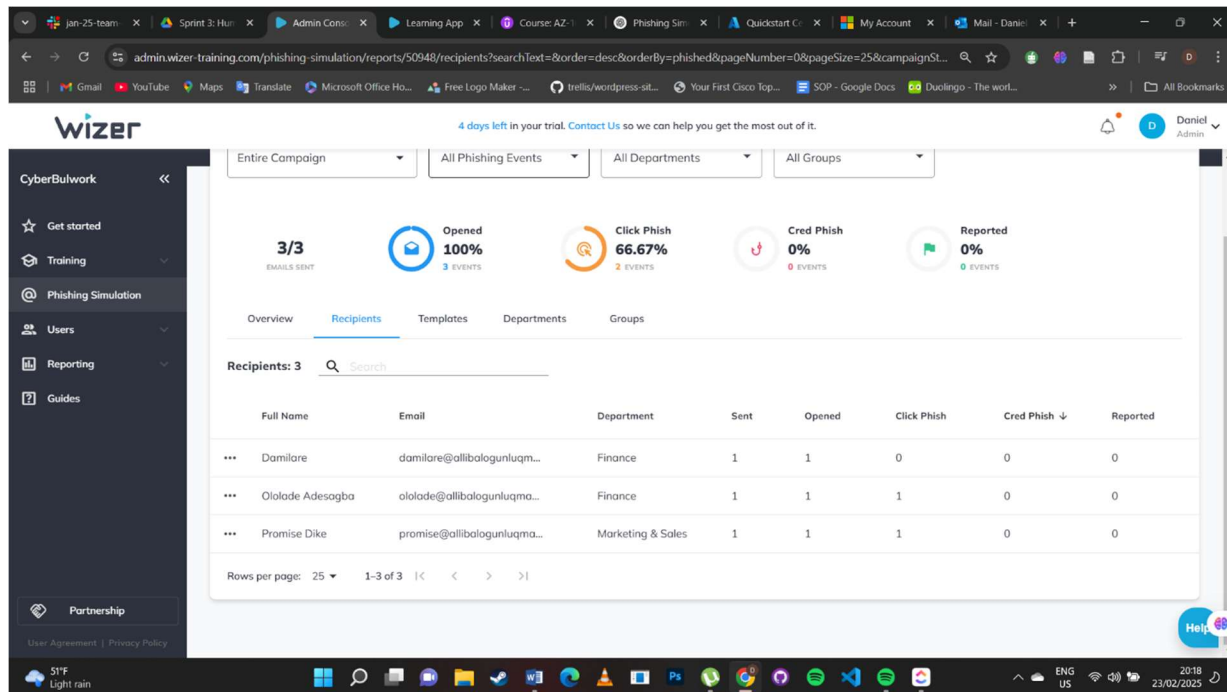 jan-25-team
Sprint 3: Hum
Admin Conso
Learning App
Course: AZ-1
Phishing Sim
Quickstart Ce
My Account
Mail - Daniel
admin.wizer-training.com/phishing-simulation/reports/50948/recipients?searchText=&order=desc&orderBy=phished&pageNumber=0&pageSize=25&campaignSt...
D
Gmail
YouTube
Maps
Translate
Microsoft Office Ho...
Free Logo Maker -...
trellis/wordpress-sit...
Your First Cisco Top...
SOP - Google Docs
Duolingo - The worl...
All Bookmarks
wizer
4 days left in your trial. Contact Us so we can help you get the most out of it.
D
Daniel
Admin
CyberBulwork
Get started
Training
Phishing Simulation
Users
Reporting
Guides
Partnership
User Agreement | Privacy Policy
Entire Campaign
All Phishing Events
All Departments
All Groups
3/3
EMAILS SENT
Opened
100%
3 EVENTS
Click Phish
66.67%
2 EVENTS
Cred Phish
0%
0 EVENTS
Reported
0%
0 EVENTS
Overview Recipients Templates Departments Groups
Recipients: 3 Search
Full Name Email Department Sent Opened Click Phish Cred Phish ↓ Reported
Damilare damilare@allibalogunluqm... Finance 1 1 0 0 0
Ololade Adesagba ololade@allibalogunluqma... Finance 1 1 1 0 0
Promise Dike promise@allibalogunluqma... Marketing & Sales 1 1 1 0 0
Rows per page: 25 1–3 of 3
Help
51°F
Light rain
ENG
US
20:18
23/02/2025